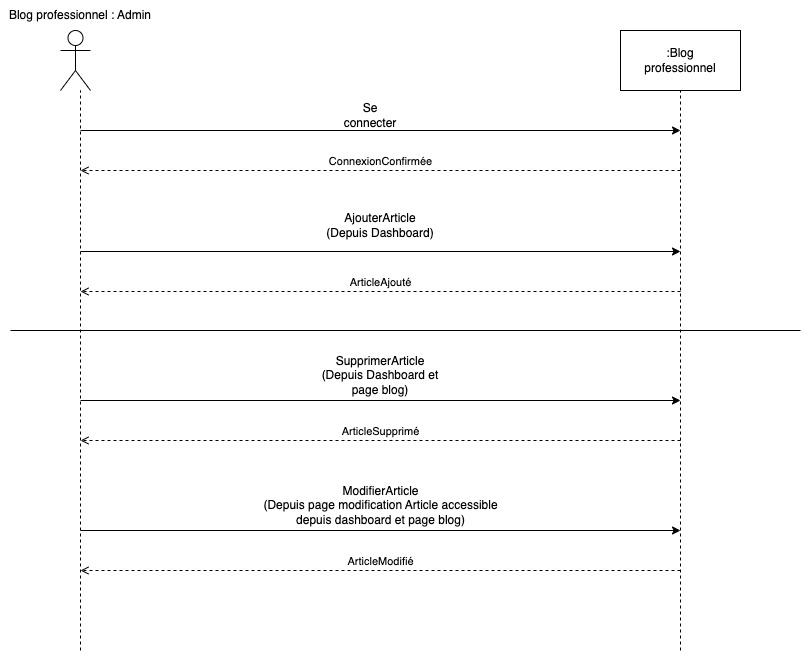 Blog professionnel : Admin
:Blog
professionnel
Se
connecter
ConnexionConfirmée
AjouterArticle
(Depuis Dashboard)
ArticleAjouté
SupprimerArticle
(Depuis Dashboard et
page blog)
ArticleSupprimé
ModifierArticle
(Depuis page modification Article accessible
depuis dashboard et page blog)
ArticleModifié